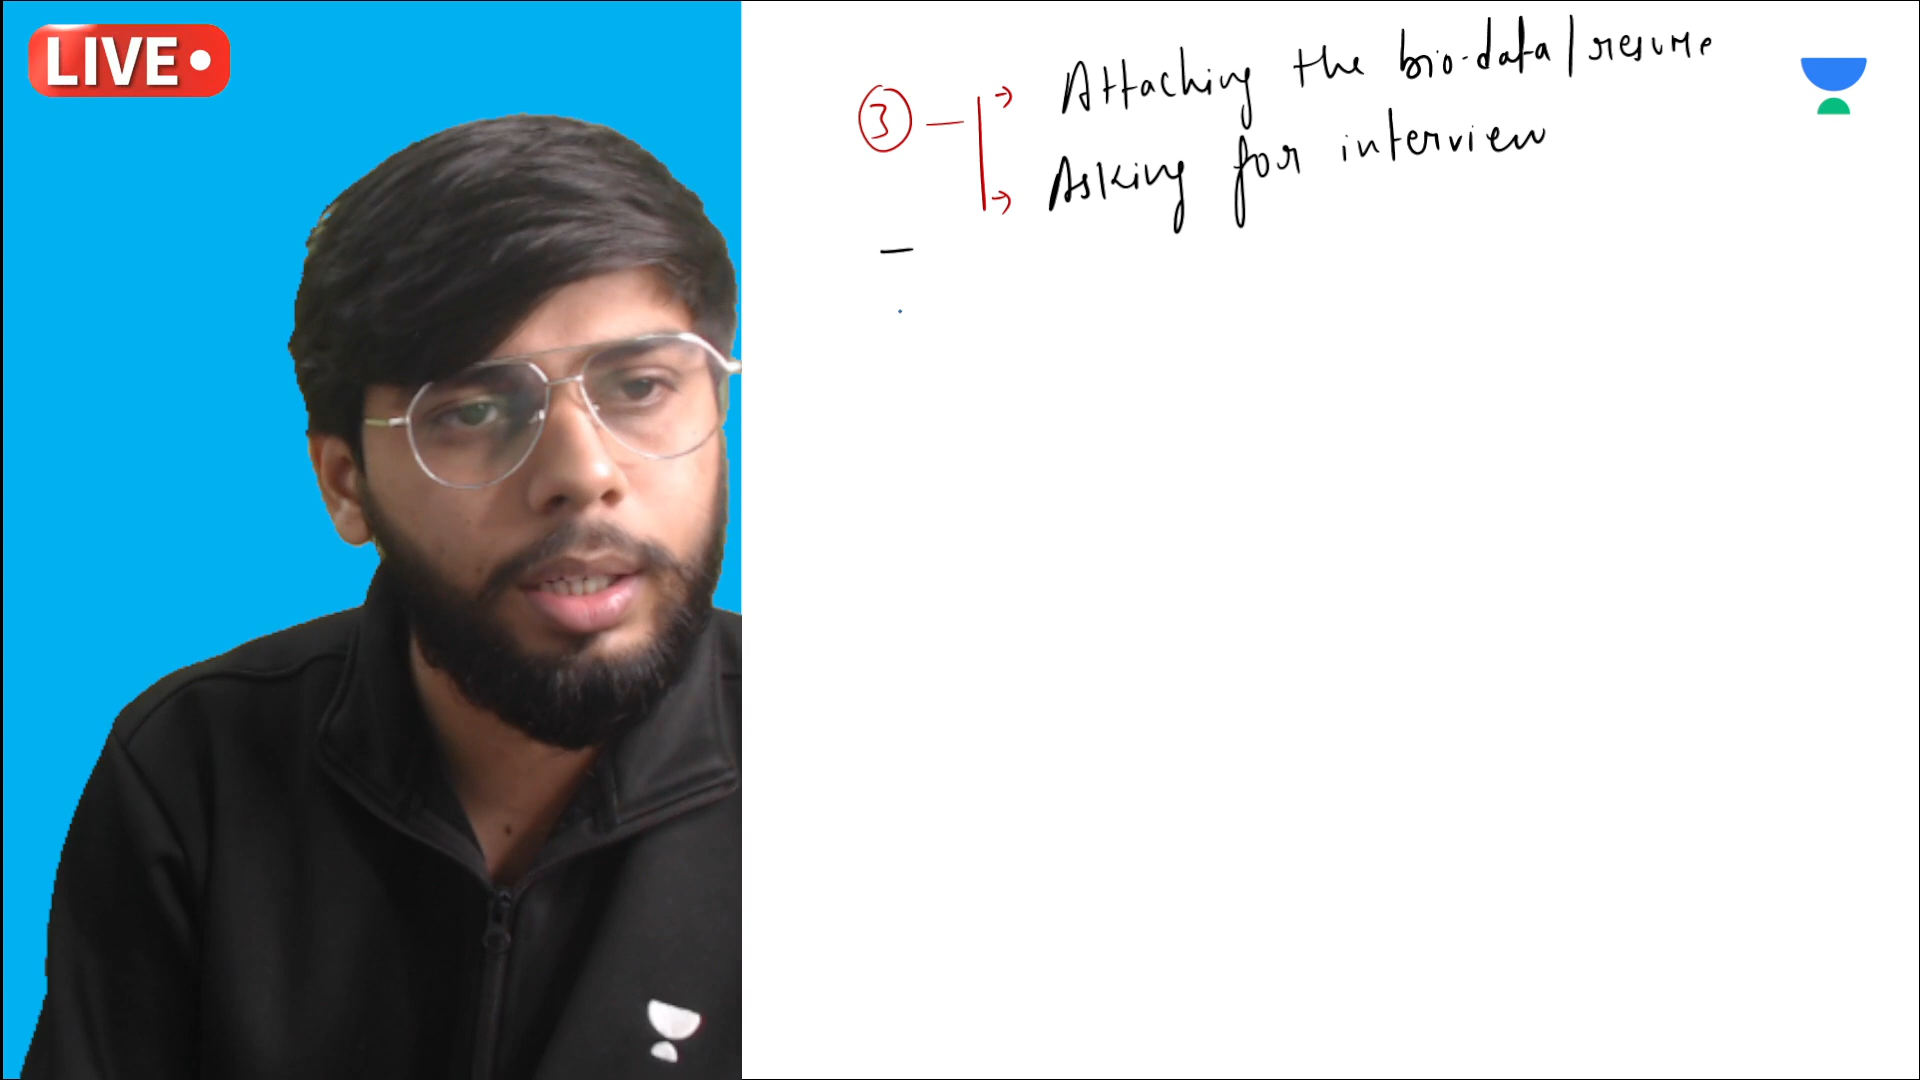 LIVE
③ — → Attaching the bio-data/resume
→ Asking for interview
—